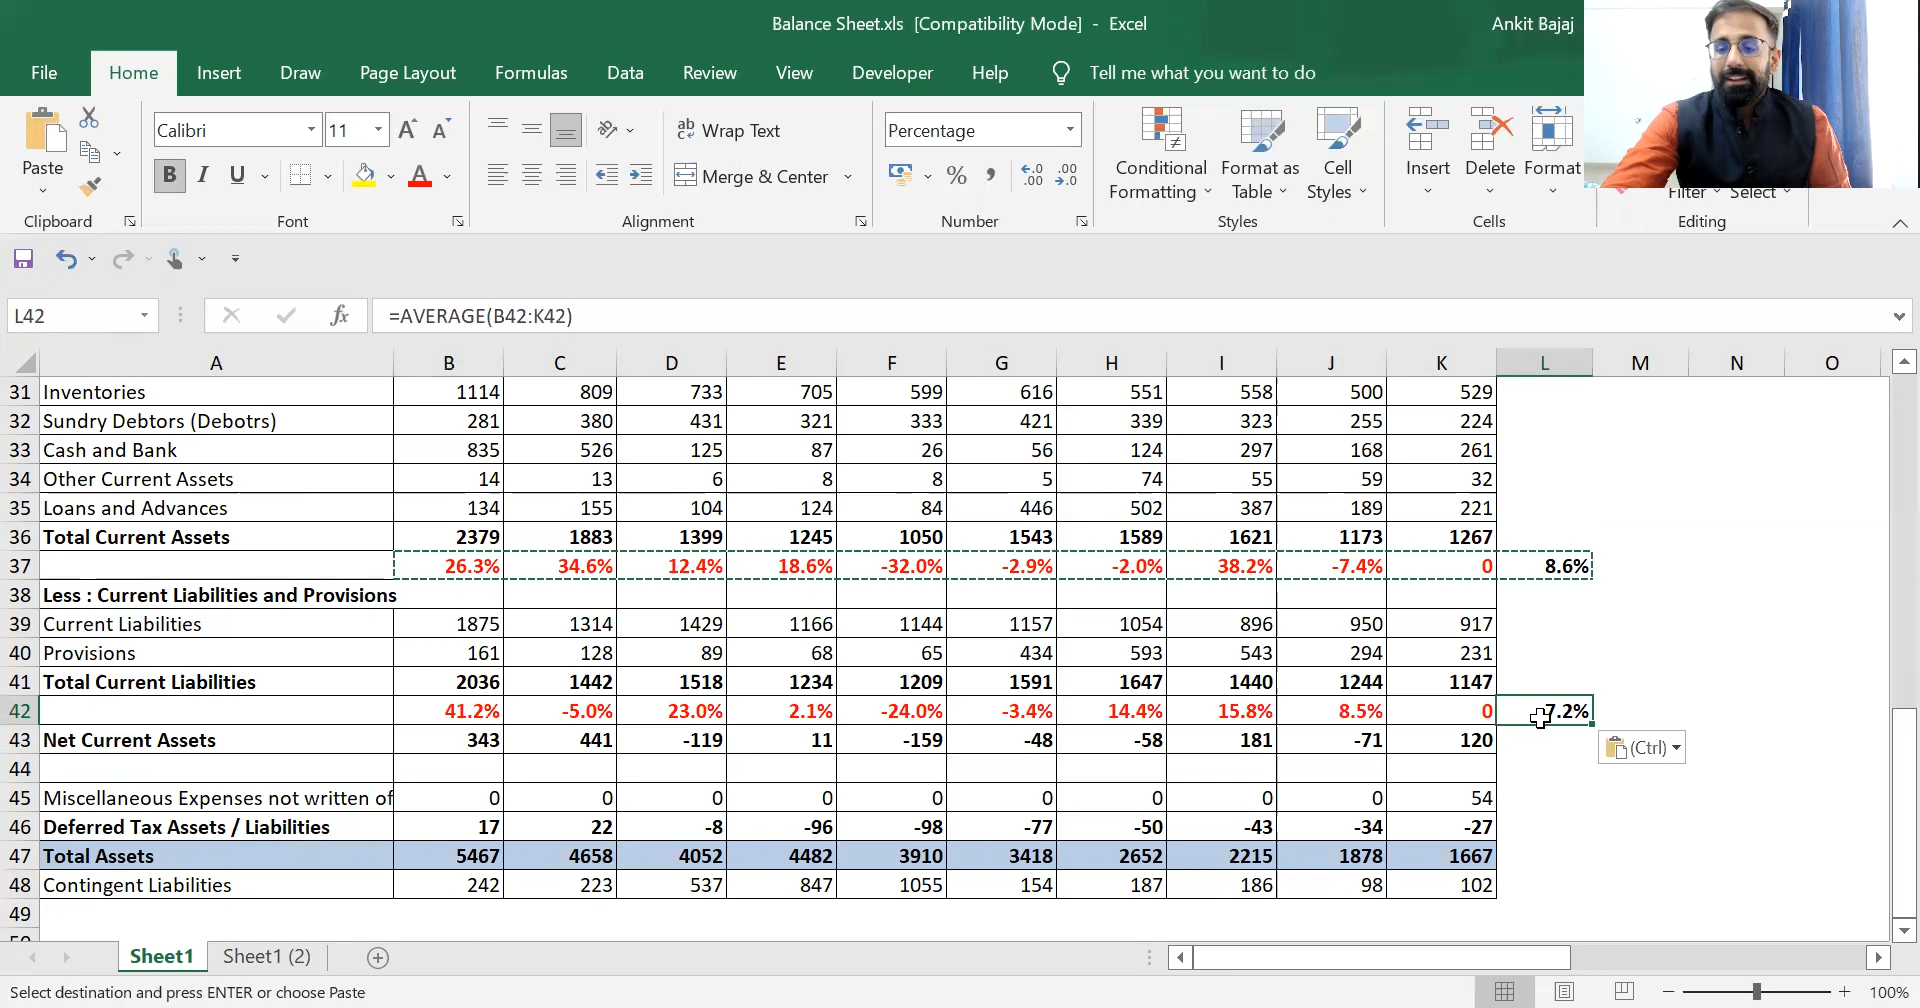 Balance Sheet.xls [Compatibility Mode] - Excel
Ankit Bajaj
File Home Insert Draw Page Layout Formulas Data Review View Developer Help Tell me what you want to do
Calibri 11 ab Wrap Text Percentage
Paste
B I U A Merge & Center % , .00 .0
Conditional Formatting Format as Table Cell Styles Insert Delete Format
Filter Select
Clipboard Font Alignment Number Styles Cells Editing
L42 fx =AVERAGE(B42:K42)
A B C D E F G H I J K L M N O
31 Inventories 1114 809 733 705 599 616 551 558 500 529
32 Sundry Debtors (Debotrs) 281 380 431 321 333 421 339 323 255 224
33 Cash and Bank 835 526 125 87 26 56 124 297 168 261
34 Other Current Assets 14 13 6 8 8 5 74 55 59 32
35 Loans and Advances 134 155 104 124 84 446 502 387 189 221
36 Total Current Assets 2379 1883 1399 1245 1050 1543 1589 1621 1173 1267
37 26.3% 34.6% 12.4% 18.6% -32.0% -2.9% -2.0% 38.2% -7.4% 0 8.6%
38 Less : Current Liabilities and Provisions
39 Current Liabilities 1875 1314 1429 1166 1144 1157 1054 896 950 917
40 Provisions 161 128 89 68 65 434 593 543 294 231
41 Total Current Liabilities 2036 1442 1518 1234 1209 1591 1647 1440 1244 1147
42 41.2% -5.0% 23.0% 2.1% -24.0% -3.4% 14.4% 15.8% 8.5% 0 7.2%
43 Net Current Assets 343 441 -119 11 -159 -48 -58 181 -71 120
(Ctrl)
44
45 Miscellaneous Expenses not written of 0 0 0 0 0 0 0 0 0 54
46 Deferred Tax Assets / Liabilities 17 22 -8 -96 -98 -77 -50 -43 -34 -27
47 Total Assets 5467 4658 4052 4482 3910 3418 2652 2215 1878 1667
48 Contingent Liabilities 242 223 537 847 1055 154 187 186 98 102
49
Sheet1 Sheet1 (2)
Select destination and press ENTER or choose Paste 100%